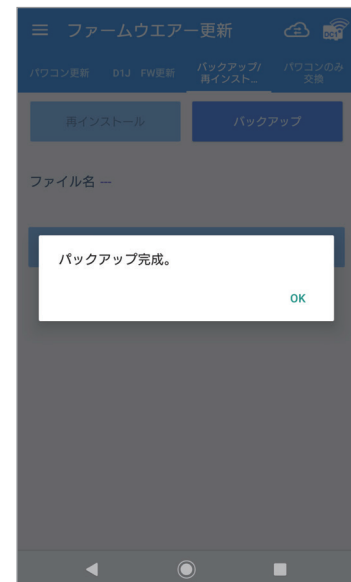 ファームウエアー更新
パワコン更新 D1J FW更新 バックアップ/ パワコンのみ
再インスト... 交換
再インストール バックアップ
ファイル名 ---
パックアップ完成。
OK